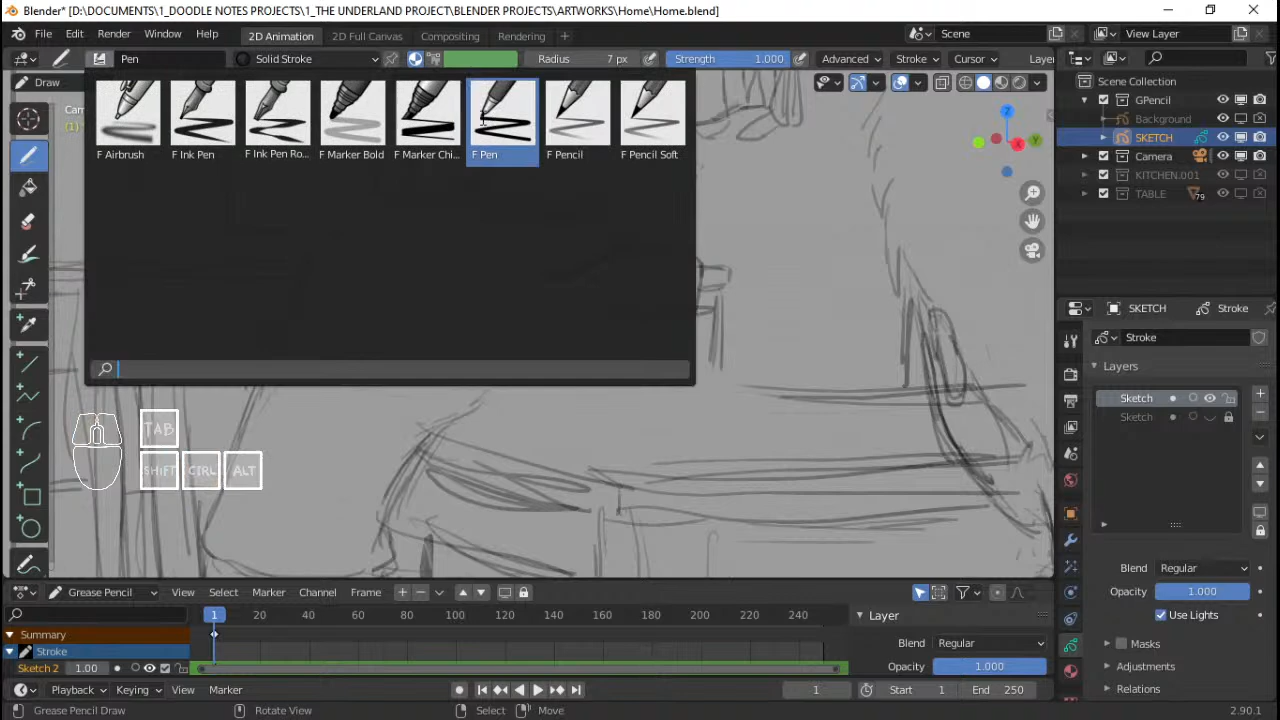 Blender* [D:\DOCUMENTS\1_DOODLE NOTES PROJECTS\1_THE UNDERLAND PROJECT\BLENDER PROJECTS\ARTWORKS\Home\Home.blend]
File Edit Render Window Help 2D Animation 2D Full Canvas Compositing Rendering Scene View Layer
Pen Solid Stroke Radius 7 px Strength 1.000 Advanced Stroke Cursor Layer
Draw
Scene Collection
GPencil
Background
SKETCH
Camera
KITCHEN.001
TABLE 79
Cam
(1)
F Airbrush F Ink Pen F Ink Pen Ro... F Marker Bold F Marker Chi... F Pen F Pencil F Pencil Soft
Z
X
Y
SKETCH Stroke
Stroke
Layers
Sketch
Sketch
TAB
SHIFT CTRL ALT
Blend Regular
Opacity 1.000
Use Lights
Masks
Adjustments
Relations
Grease Pencil View Select Marker Channel Frame
1 20 40 60 80 100 120 140 160 180 200 220 240
Summary
Stroke
Sketch 2 1.00
Layer
Blend Regular
Opacity 1.000
Playback Keying View Marker 1 Start 1 End 250
Grease Pencil Draw Rotate View Select Move 2.90.1